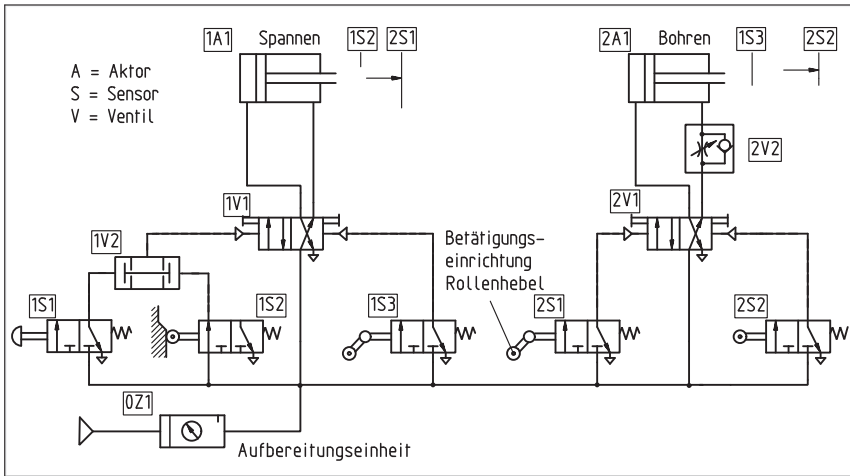 1A1 Spannen 1S2 2S1 2A1 Bohren 1S3 2S2
A = Aktor
S = Sensor
V = Ventil
2V2
1V1 2V1
1V2
Betätigungs-
einrichtung
Rollenhebel
1S1 1S2 1S3 2S1 2S2
0Z1
Aufbereitungseinheit